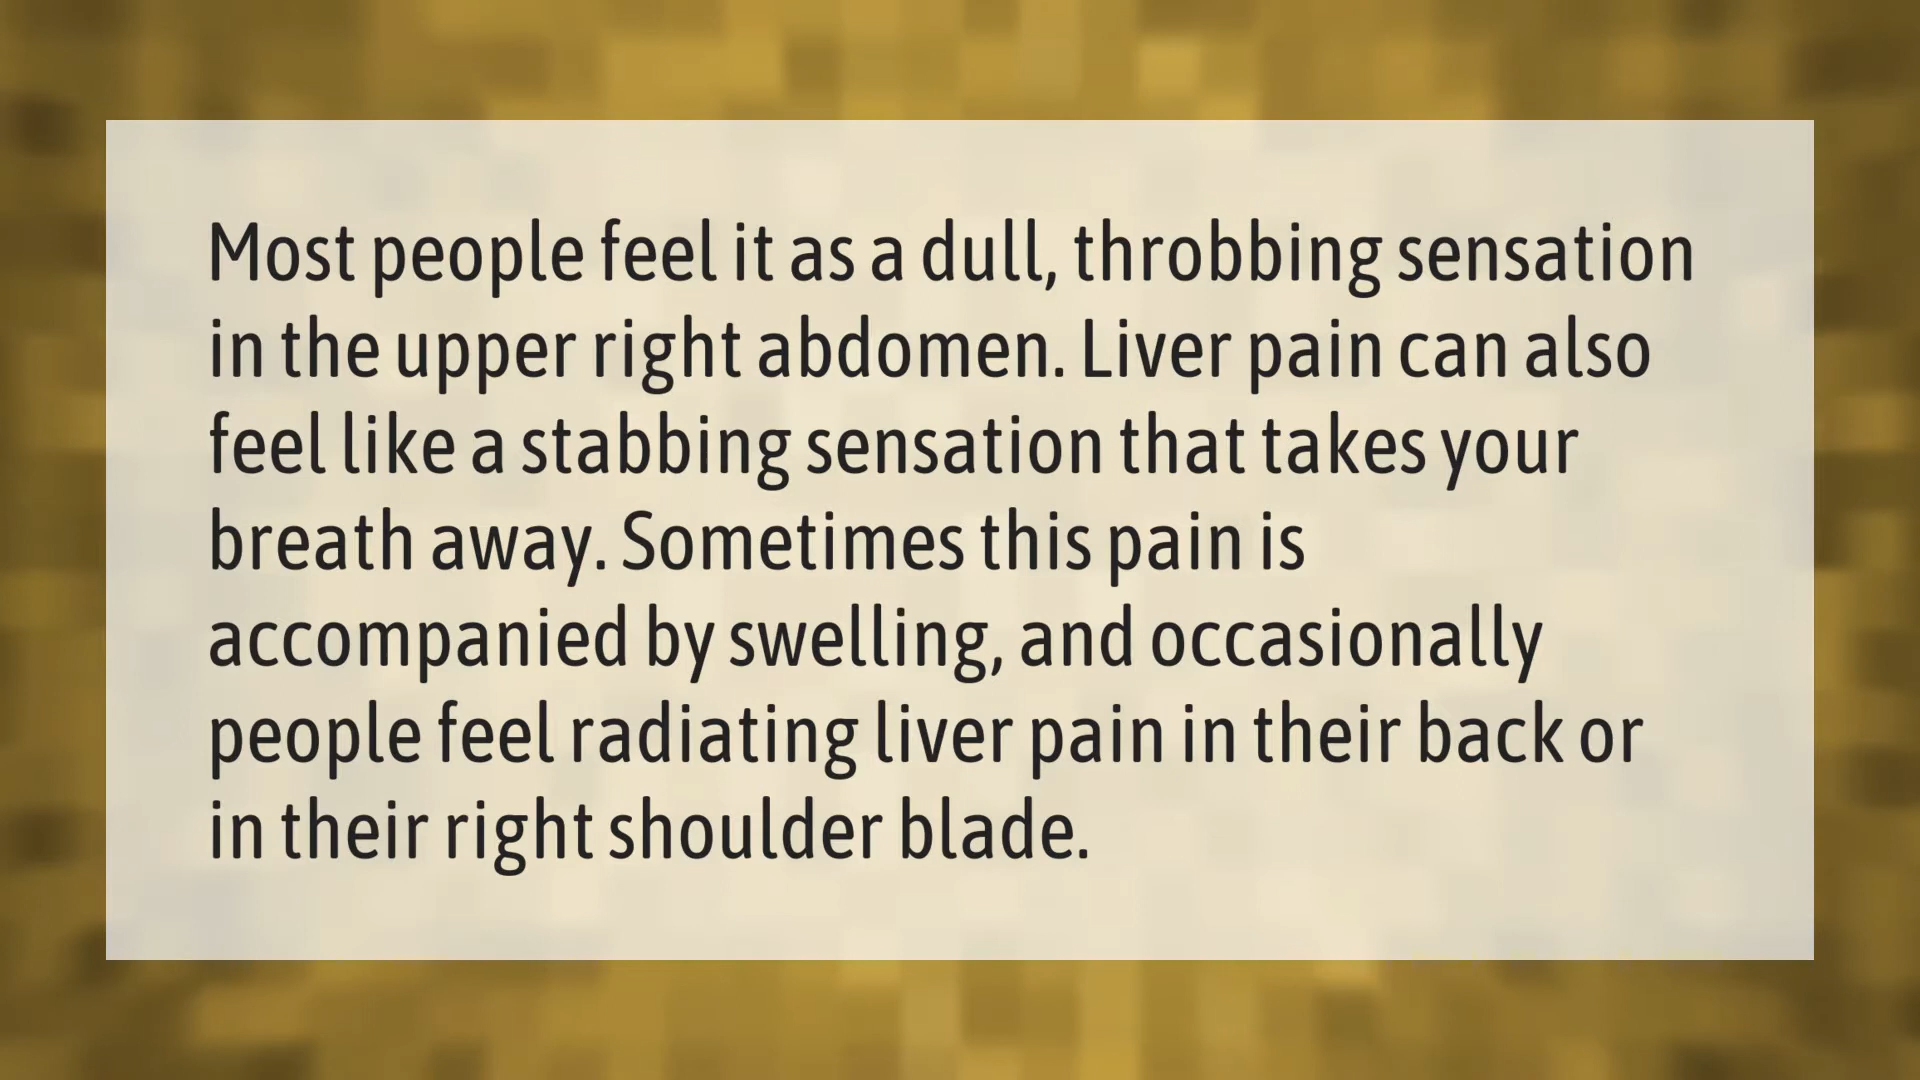 Most people feel it as a dull, throbbing sensation
in the upper right abdomen. Liver pain can also
feel like a stabbing sensation that takes your
breath away. Sometimes this pain is
accompanied by swelling, and occasionally
people feel radiating liver pain in their back or
in their right shoulder blade.